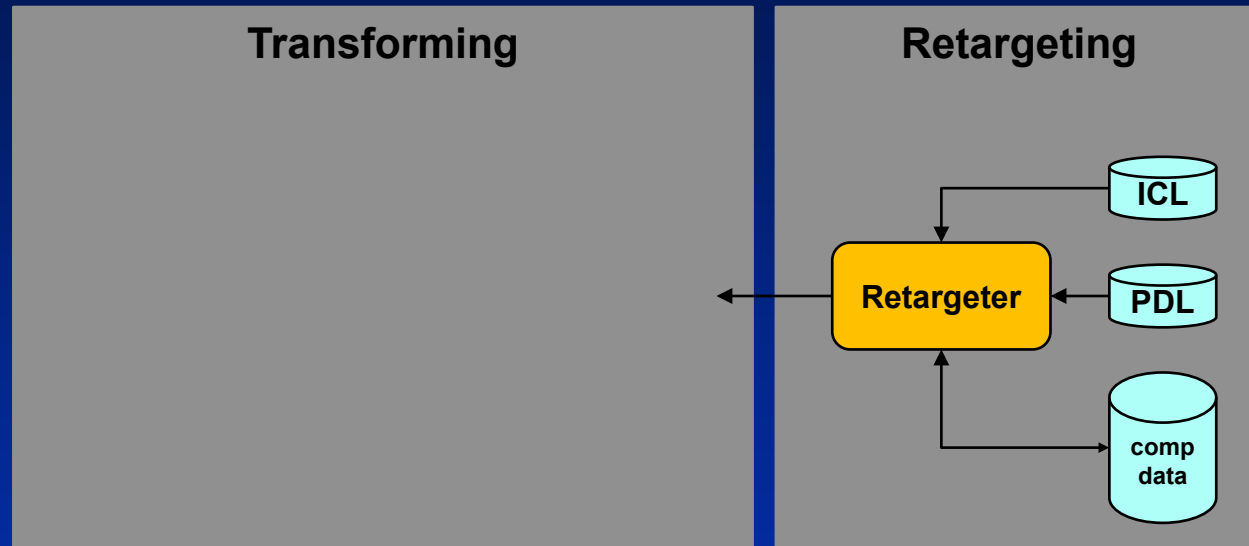 Transforming
Retargeting
ICL
Retargeter
PDL
comp
data